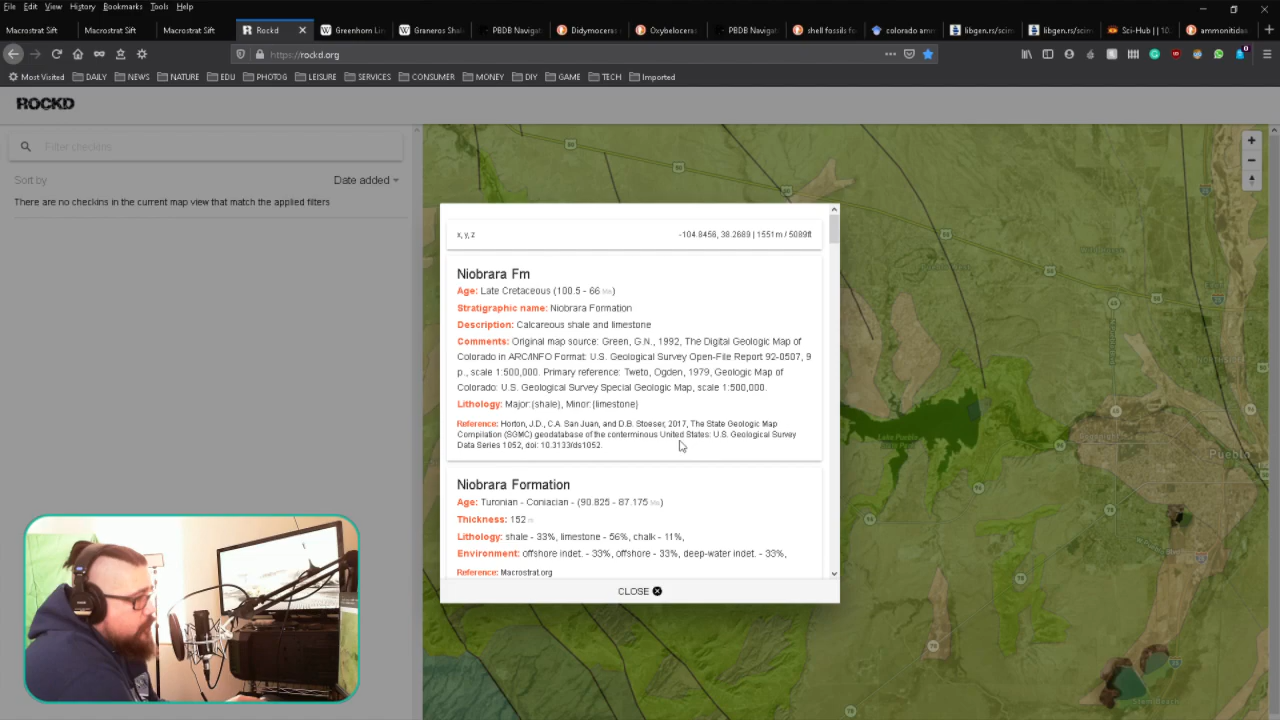 File Edit View History Bookmarks Tools Help
Macrostrat Sift Macrostrat Sift Macrostrat Sift Rockd Greenhorn Lin Graneros Sha PBDB Navigat Didymoceras Oxybeloceras PBDB Navigat shell fossils fo colorado amm libgen.rs/scim libgen.rs/scim Sci-Hub || 10. ammonitidas
https://rockd.org
Most Visited DAILY NEWS NATURE EDU PHOTOG LEISURE SERVICES CONSUMER MONEY DIY GAME TECH Imported
ROCKD
Filter checkins
Sort by Date added
There are no checkins in the current map view that match the applied filters
x, y, z -104.8456, 38.2689 | 1551m / 5089ft
Niobrara Fm
Age: Late Cretaceous (100.5 - 66 Ma)
Stratigraphic name: Niobrara Formation
Description: Calcareous shale and limestone
Comments: Original map source: Green, G.N., 1992, The Digital Geologic Map of
Colorado in ARC/INFO Format: U.S. Geological Survey Open-File Report 92-0507, 9
p., scale 1:500,000. Primary reference: Tweto, Ogden, 1979, Geologic Map of
Colorado: U.S. Geological Survey Special Geologic Map, scale 1:500,000.
Lithology: Major:{shale}, Minor:{limestone}
Reference: Horton, J.D., C.A. San Juan, and D.B. Stoeser, 2017, The State Geologic Map
Compilation (SGMC) geodatabase of the conterminous United States: U.S. Geological Survey
Data Series 1052, doi: 10.3133/ds1052.
Niobrara Formation
Age: Turonian - Coniacian - (90.825 - 87.175 Ma)
Thickness: 152 m
Lithology: shale - 33%, limestone - 56%, chalk - 11%,
Environment: offshore indet. - 33%, offshore - 33%, deep-water indet. - 33%,
Reference: Macrostrat.org
CLOSE
Pueblo